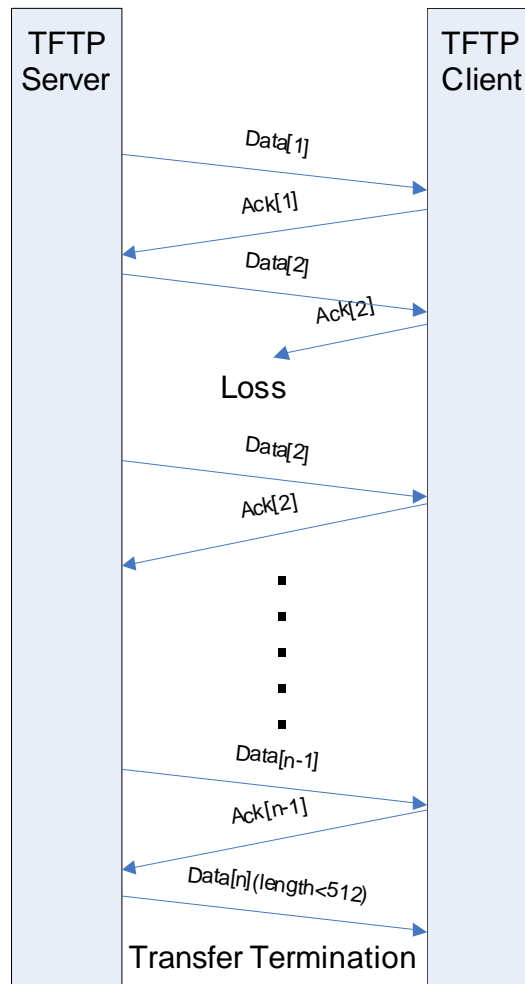 TFTP
Server
TFTP
Client
Data[1]
Ack[1]
Data[2]
Ack[2]
Loss
Data[2]
Ack[2]
Data[n-1]
Ack[n-1]
Data[n](length<512)
Transfer Termination